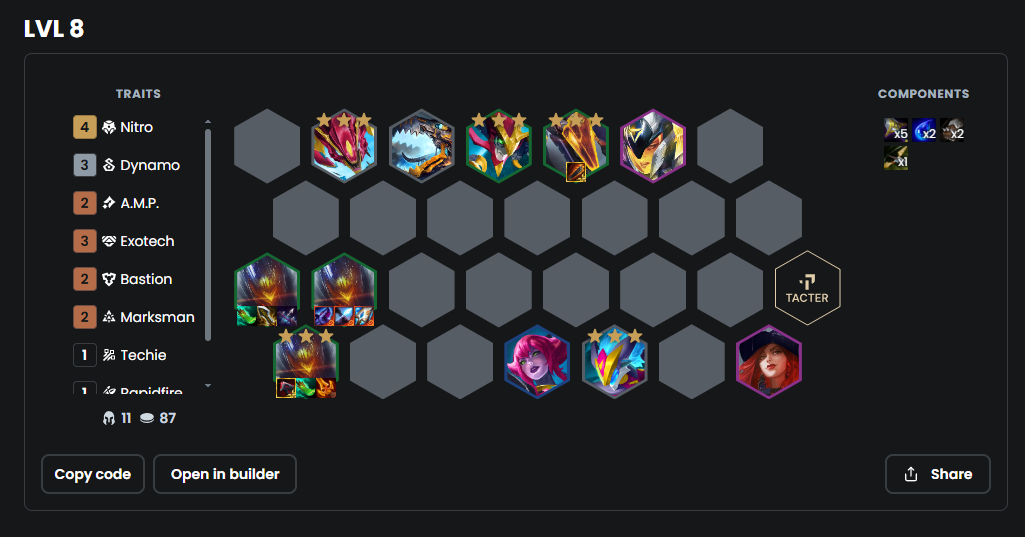 LVL 8
TRAITS
COMPONENTS
4 Nitro
3 Dynamo
2 A.M.P.
3 Exotech
2 Bastion
2 Marksman
1 Techie
1 Rapidfire
x5 x2 x2
x1
TACTER
11 87
Copy code
Open in builder
Share